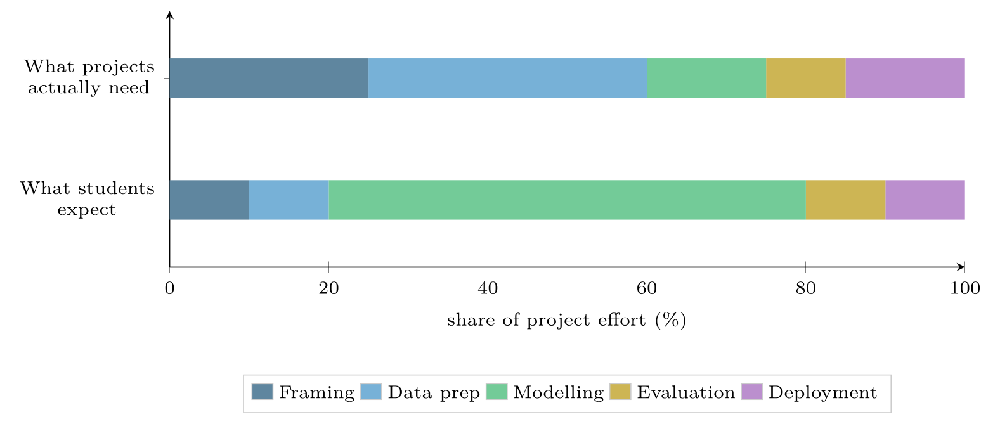 What projects
actually need
What students
expect
0 20 40 60 80 100
share of project effort (%)
Framing Data prep Modelling Evaluation Deployment